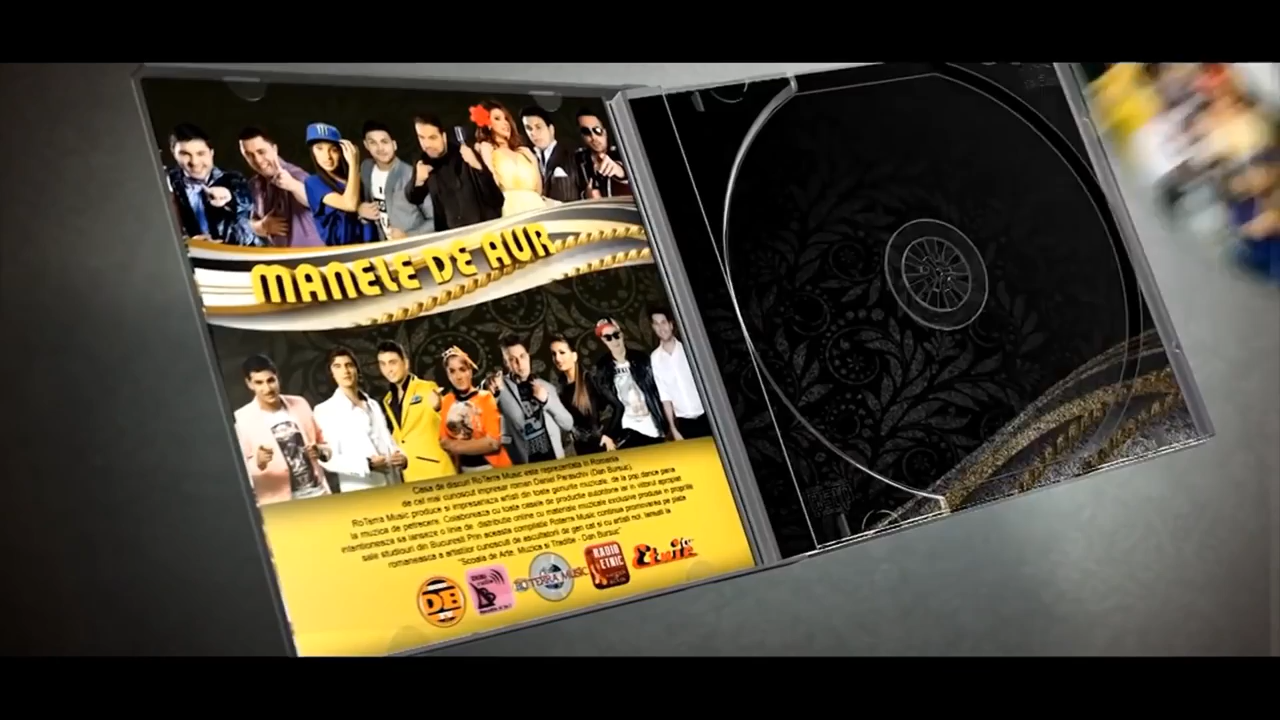 MANELE DE AUR
Casa de discuri RoTerra Music este reprezentata in Romania
de cel mai cunoscut impresar roman Daniel Paraschiv (Dan Bursuc)
RoTerra Music produce si impresariaza artisti din toate genurile muzicale, de la pop,dance pana
la muzica de petrecere. Colaboreaza cu toate casele de productie autohtone iar in viitorul apropiat
intentioneaza sa lanseze o linie de distributie online cu materiale muzicale exclusive produse in propriile
sale studiouri din Bucuresti Prin aceasta compilatie Roterra Music continua promovarea pe piata
romaneasca a artistilor cunoscuti de ascultatorii de gen cat si cu artisti noi, lansati la
"Scoala de Arte, Muzica si Traditie - Dan Bursuc"
DE
ROTERRA MUSIC
RADIO
ETNIC